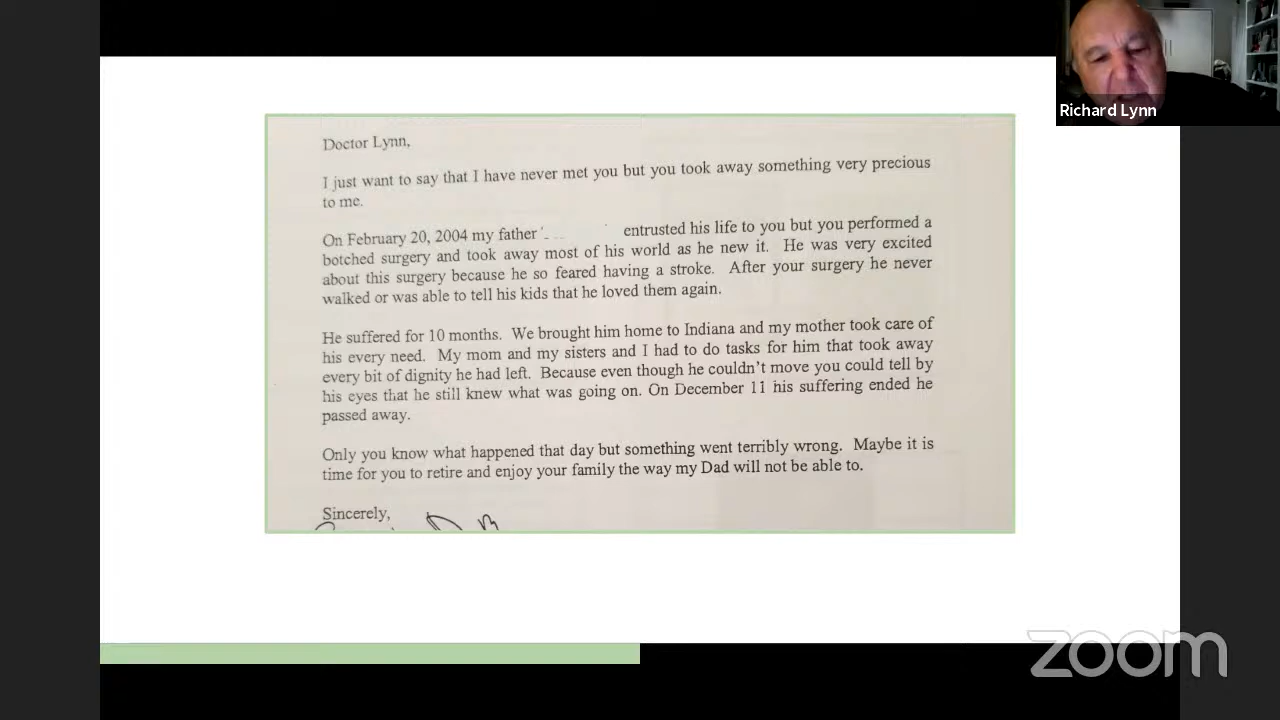 Richard Lynn
Doctor Lynn,
I just want to say that I have never met you but you took away something very precious
to me.
On February 20, 2004 my father entrusted his life to you but you performed a
botched surgery and took away most of his world as he new it. He was very excited
about this surgery because he so feared having a stroke. After your surgery he never
walked or was able to tell his kids that he loved them again.
He suffered for 10 months. We brought him home to Indiana and my mother took care of
his every need. My mom and my sisters and I had to do tasks for him that took away
every bit of dignity he had left. Because even though he couldn't move you could tell by
his eyes that he still knew what was going on. On December 11 his suffering ended he
passed away.
Only you know what happened that day but something went terribly wrong. Maybe it is
time for you to retire and enjoy your family the way my Dad will not be able to.
Sincerely,
zoom